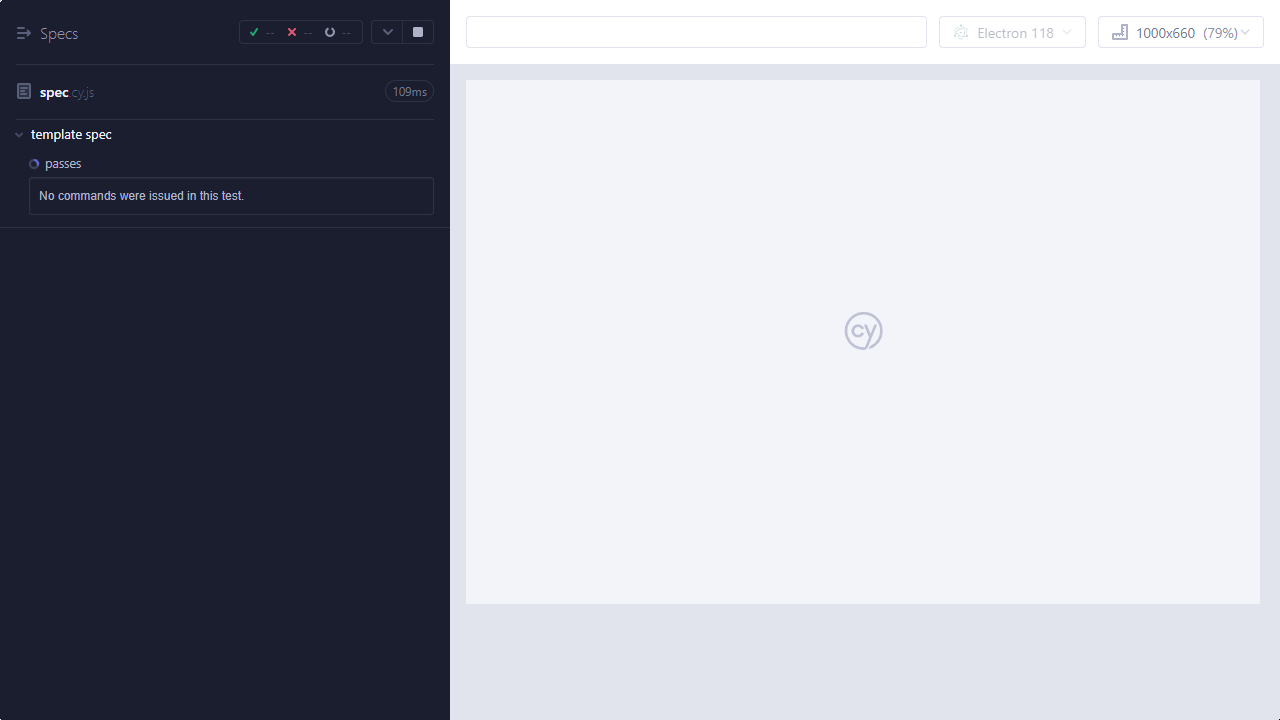 Specs
--
--
--
Electron 118
1000x660 (79%)
spec.cy.js
109ms
template spec
passes
No commands were issued in this test.
cy